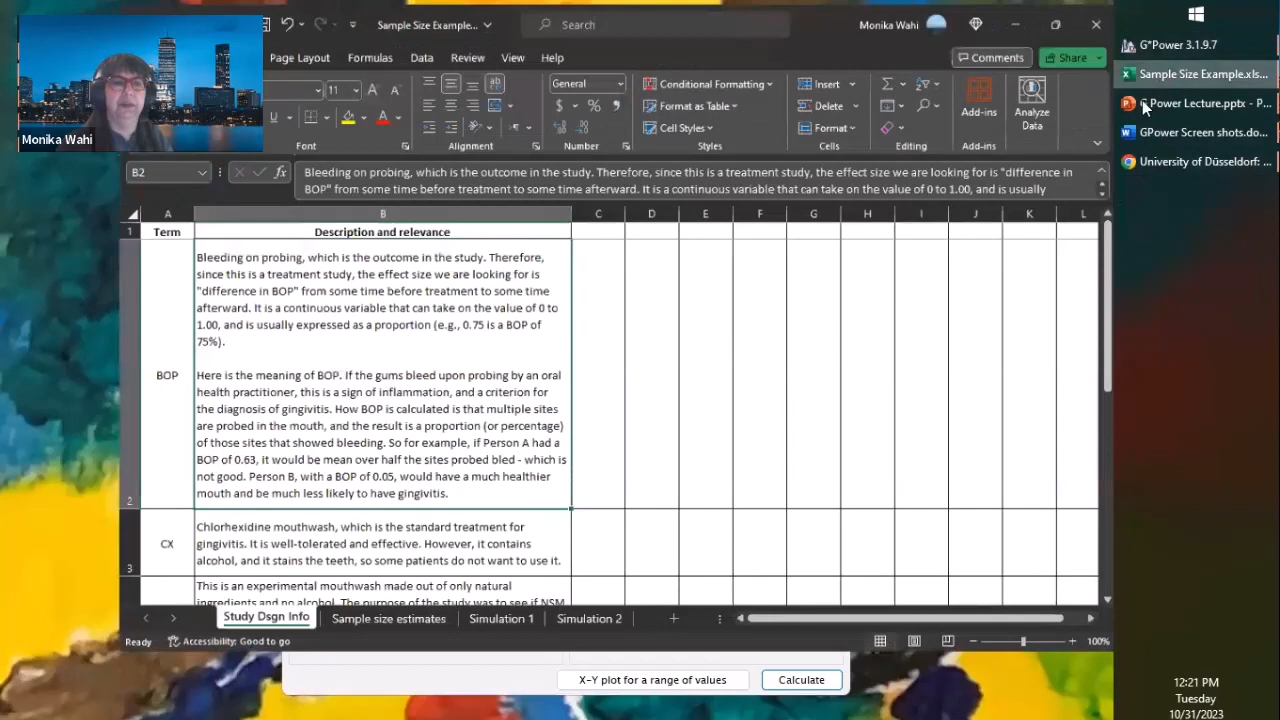 Sample Size Example...
Search
Monika Wahi
G*Power 3.1.9.7
Sample Size Example.xls...
Power Lecture.pptx - P...
GPower Screen shots.do...
University of Düsseldorf: ...
Monika Wahi
Page Layout
Formulas
Data
Review
View
Help
Comments
Share
11
General
Conditional Formatting
Format as Table
Cell Styles
Insert
Delete
Format
Add-ins
Analyze
Data
Font
Alignment
Number
Styles
Cells
Editing
Add-ins
B2
Bleeding on probing, which is the outcome in the study. Therefore, since this is a treatment study, the effect size we are looking for is "difference in
BOP" from some time before treatment to some time afterward. It is a continuous variable that can take on the value of 0 to 1.00, and is usually
A B C D E F G H I J K L
1 Term Description and relevance
Bleeding on probing, which is the outcome in the study. Therefore,
since this is a treatment study, the effect size we are looking for is
"difference in BOP" from some time before treatment to some time
afterward. It is a continuous variable that can take on the value of 0 to
1.00, and is usually expressed as a proportion (e.g., 0.75 is a BOP of
75%).
BOP
Here is the meaning of BOP. If the gums bleed upon probing by an oral
health practitioner, this is a sign of inflammation, and a criterion for
the diagnosis of gingivitis. How BOP is calculated is that multiple sites
are probed in the mouth, and the result is a proportion (or percentage)
of those sites that showed bleeding. So for example, if Person A had a
BOP of 0.63, it would be mean over half the sites probed bled - which is
not good. Person B, with a BOP of 0.05, would have a much healthier
mouth and be much less likely to have gingivitis.
2
Chlorhexidine mouthwash, which is the standard treatment for
CX
gingivitis. It is well-tolerated and effective. However, it contains
alcohol, and it stains the teeth, so some patients do not want to use it.
3
This is an experimental mouthwash made out of only natural
ingredients and no alcohol. The purpose of the study was to see if NSM
Study Dsgn Info
Sample size estimates
Simulation 1
Simulation 2
Ready
Accessibility: Good to go
100%
X-Y plot for a range of values
Calculate
12:21 PM
Tuesday
10/31/2023